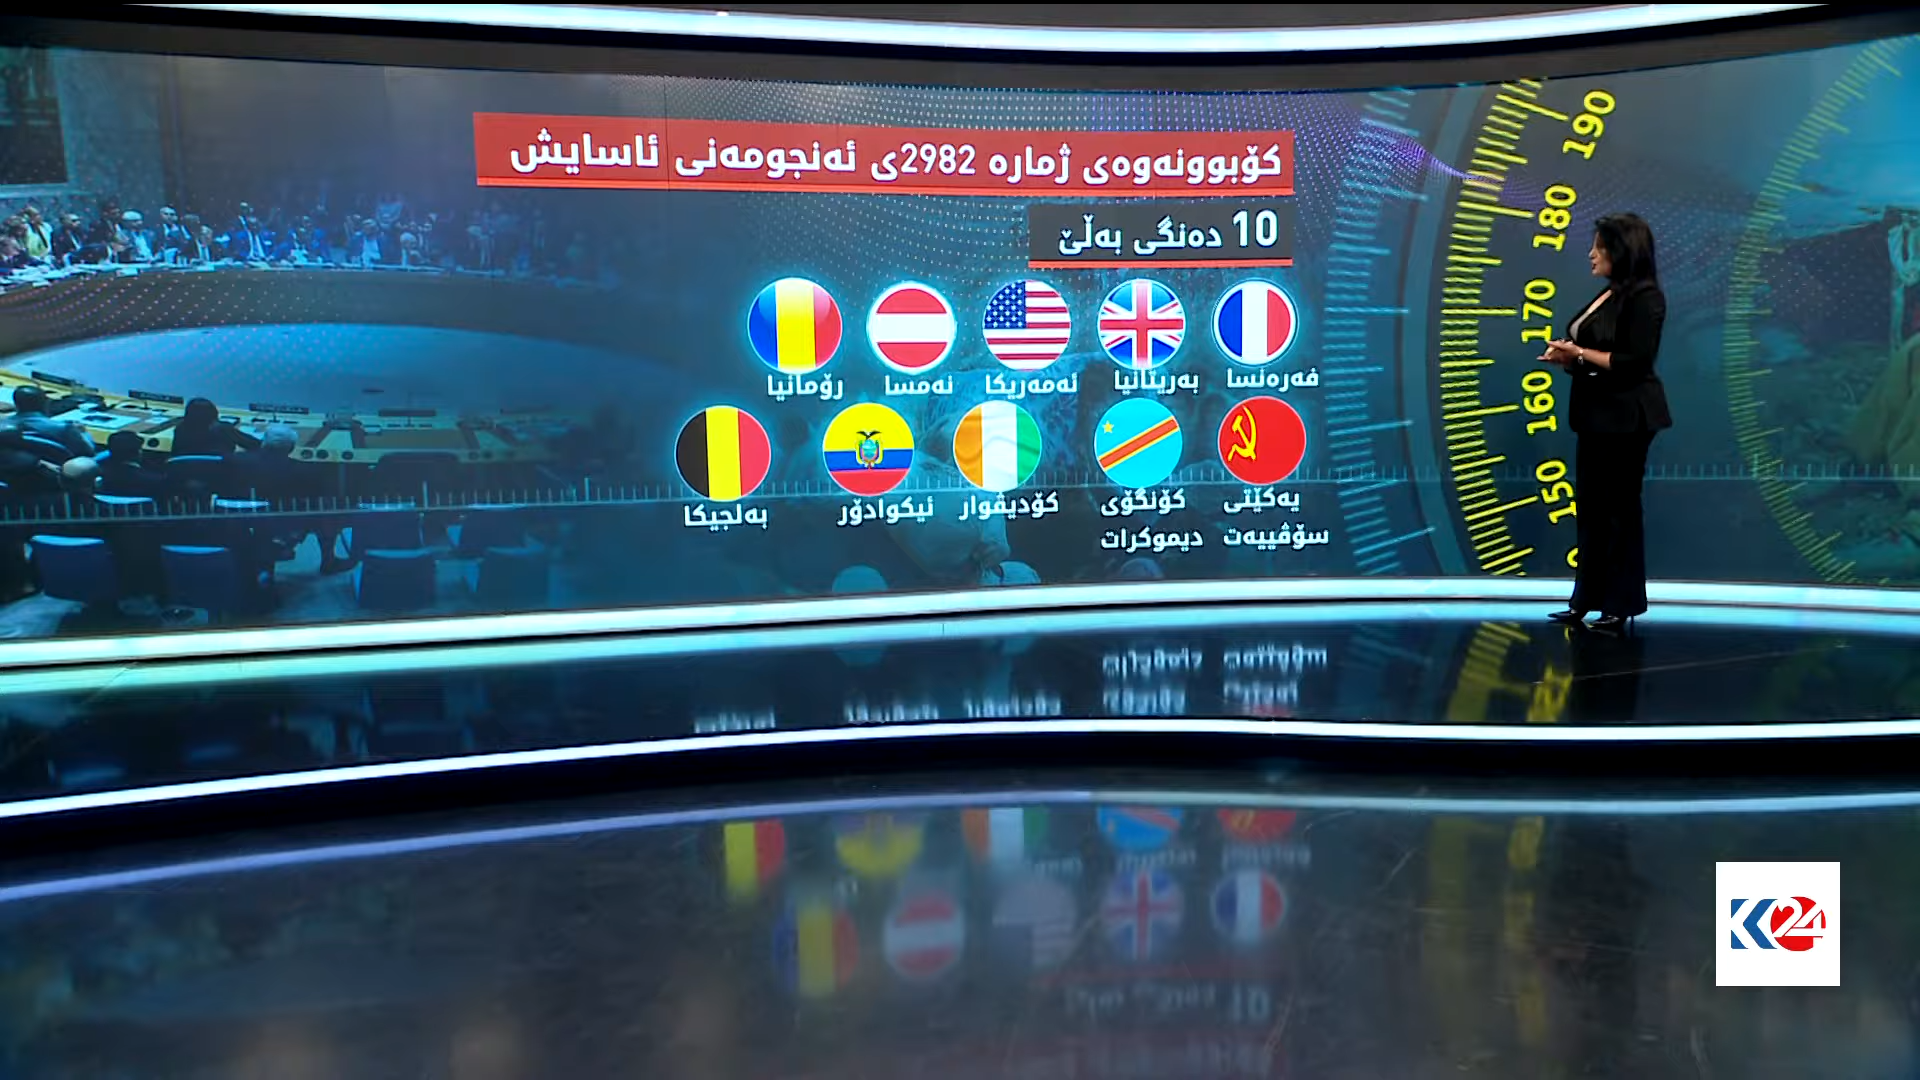 کۆبوونەوەی ژمارە 2982ی ئەنجومەنی ئاسایش
10 دەنگی بەڵێ
فەرەنسا
بەریتانیا
ئەمەریکا
نەمسا
رۆمانیا
یەکێتی
سۆڤییەت
کۆنگۆی
دیموکرات
کۆدیڤوار
ئیکوادۆر
بەلجیکا
190
180
170
160
150
K24